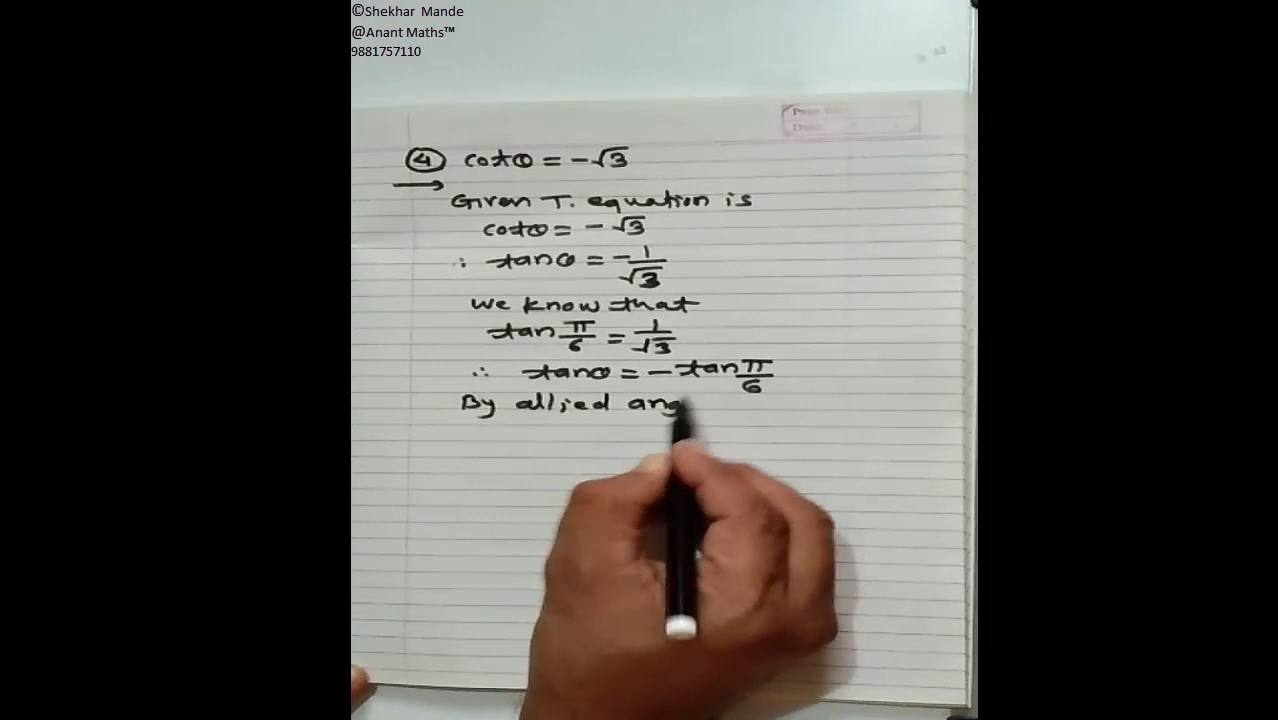 ©Shekhar Mande
@Anant Maths™
9881757110
④ cotθ = -√3
Given T. equation is
cotθ = -√3
∴ tanθ = -1/√3
We know that
tan π/6 = 1/√3
∴ tanθ = -tan π/6
By allied ang